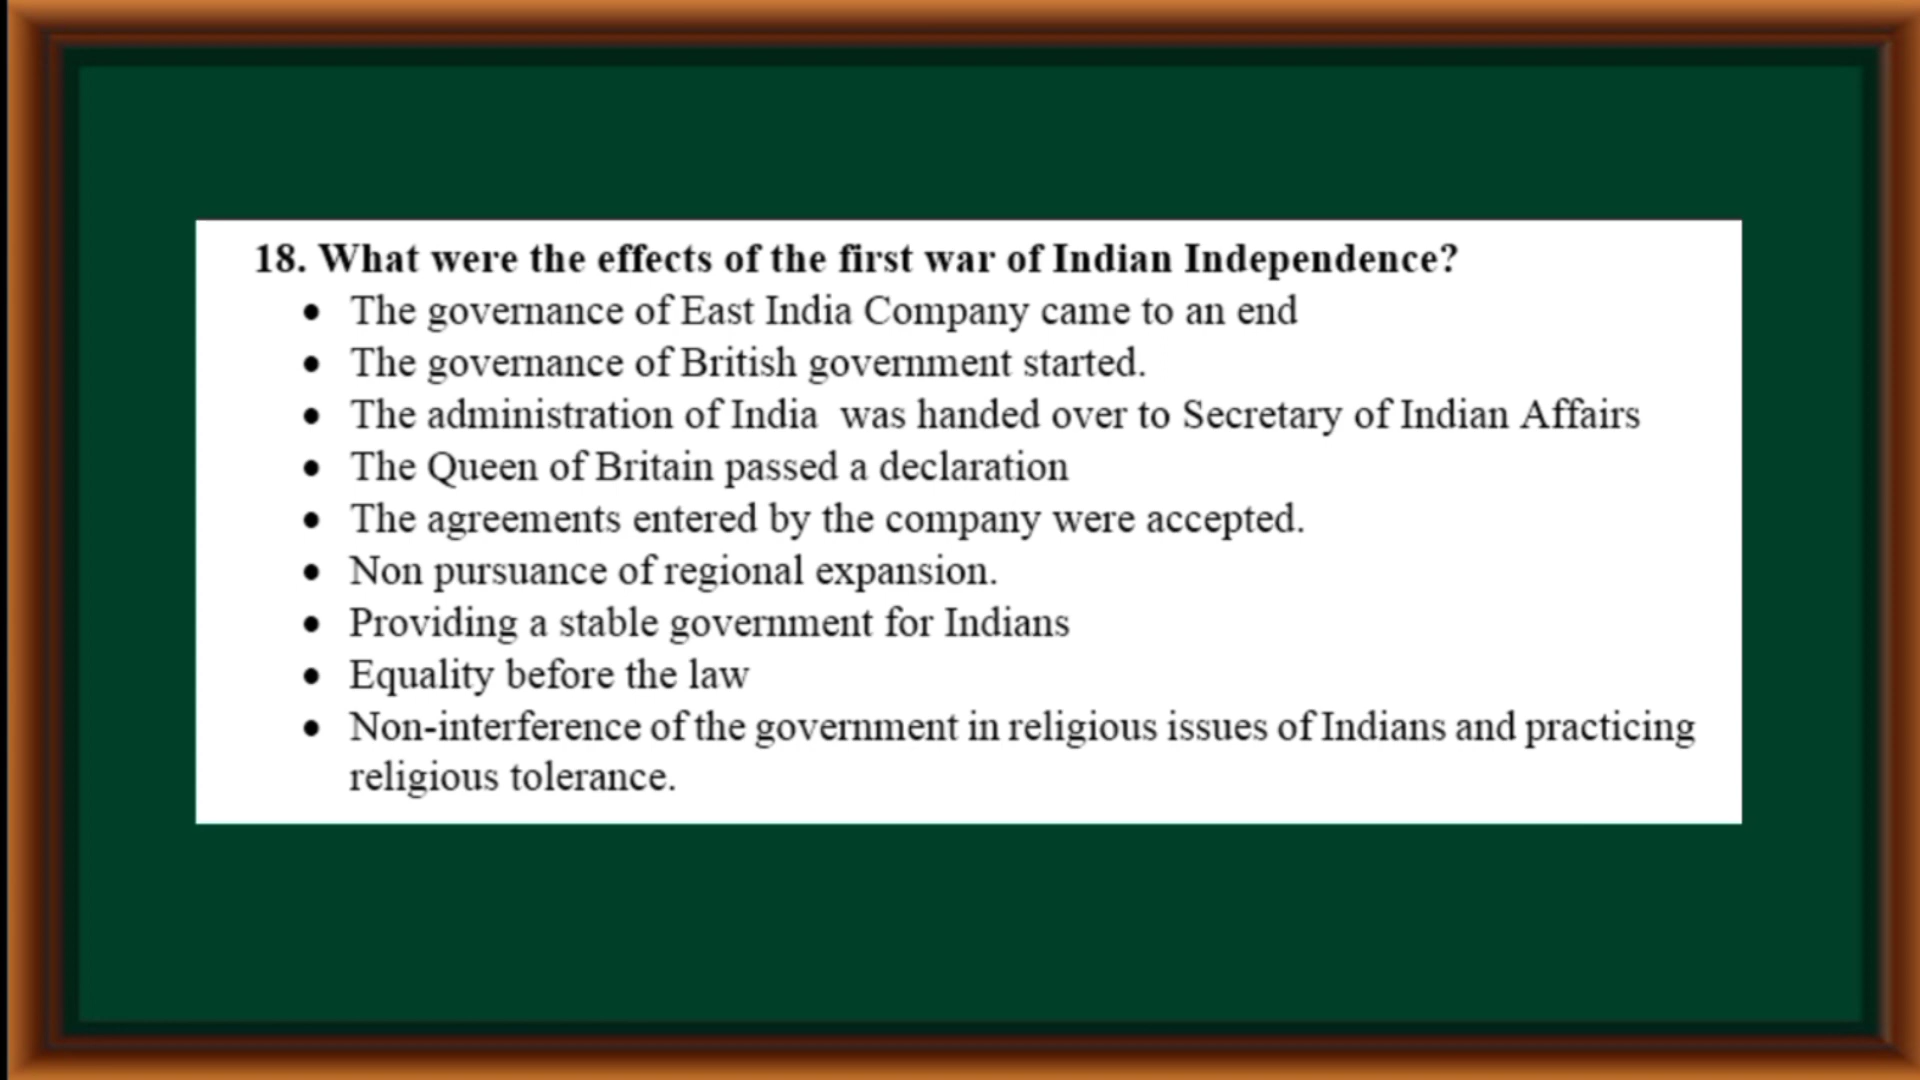 18. What were the effects of the first war of Indian Independence?
• The governance of East India Company came to an end
• The governance of British government started.
• The administration of India  was handed over to Secretary of Indian Affairs
• The Queen of Britain passed a declaration
• The agreements entered by the company were accepted.
• Non pursuance of regional expansion.
• Providing a stable government for Indians
• Equality before the law
• Non-interference of the government in religious issues of Indians and practicing
religious tolerance.